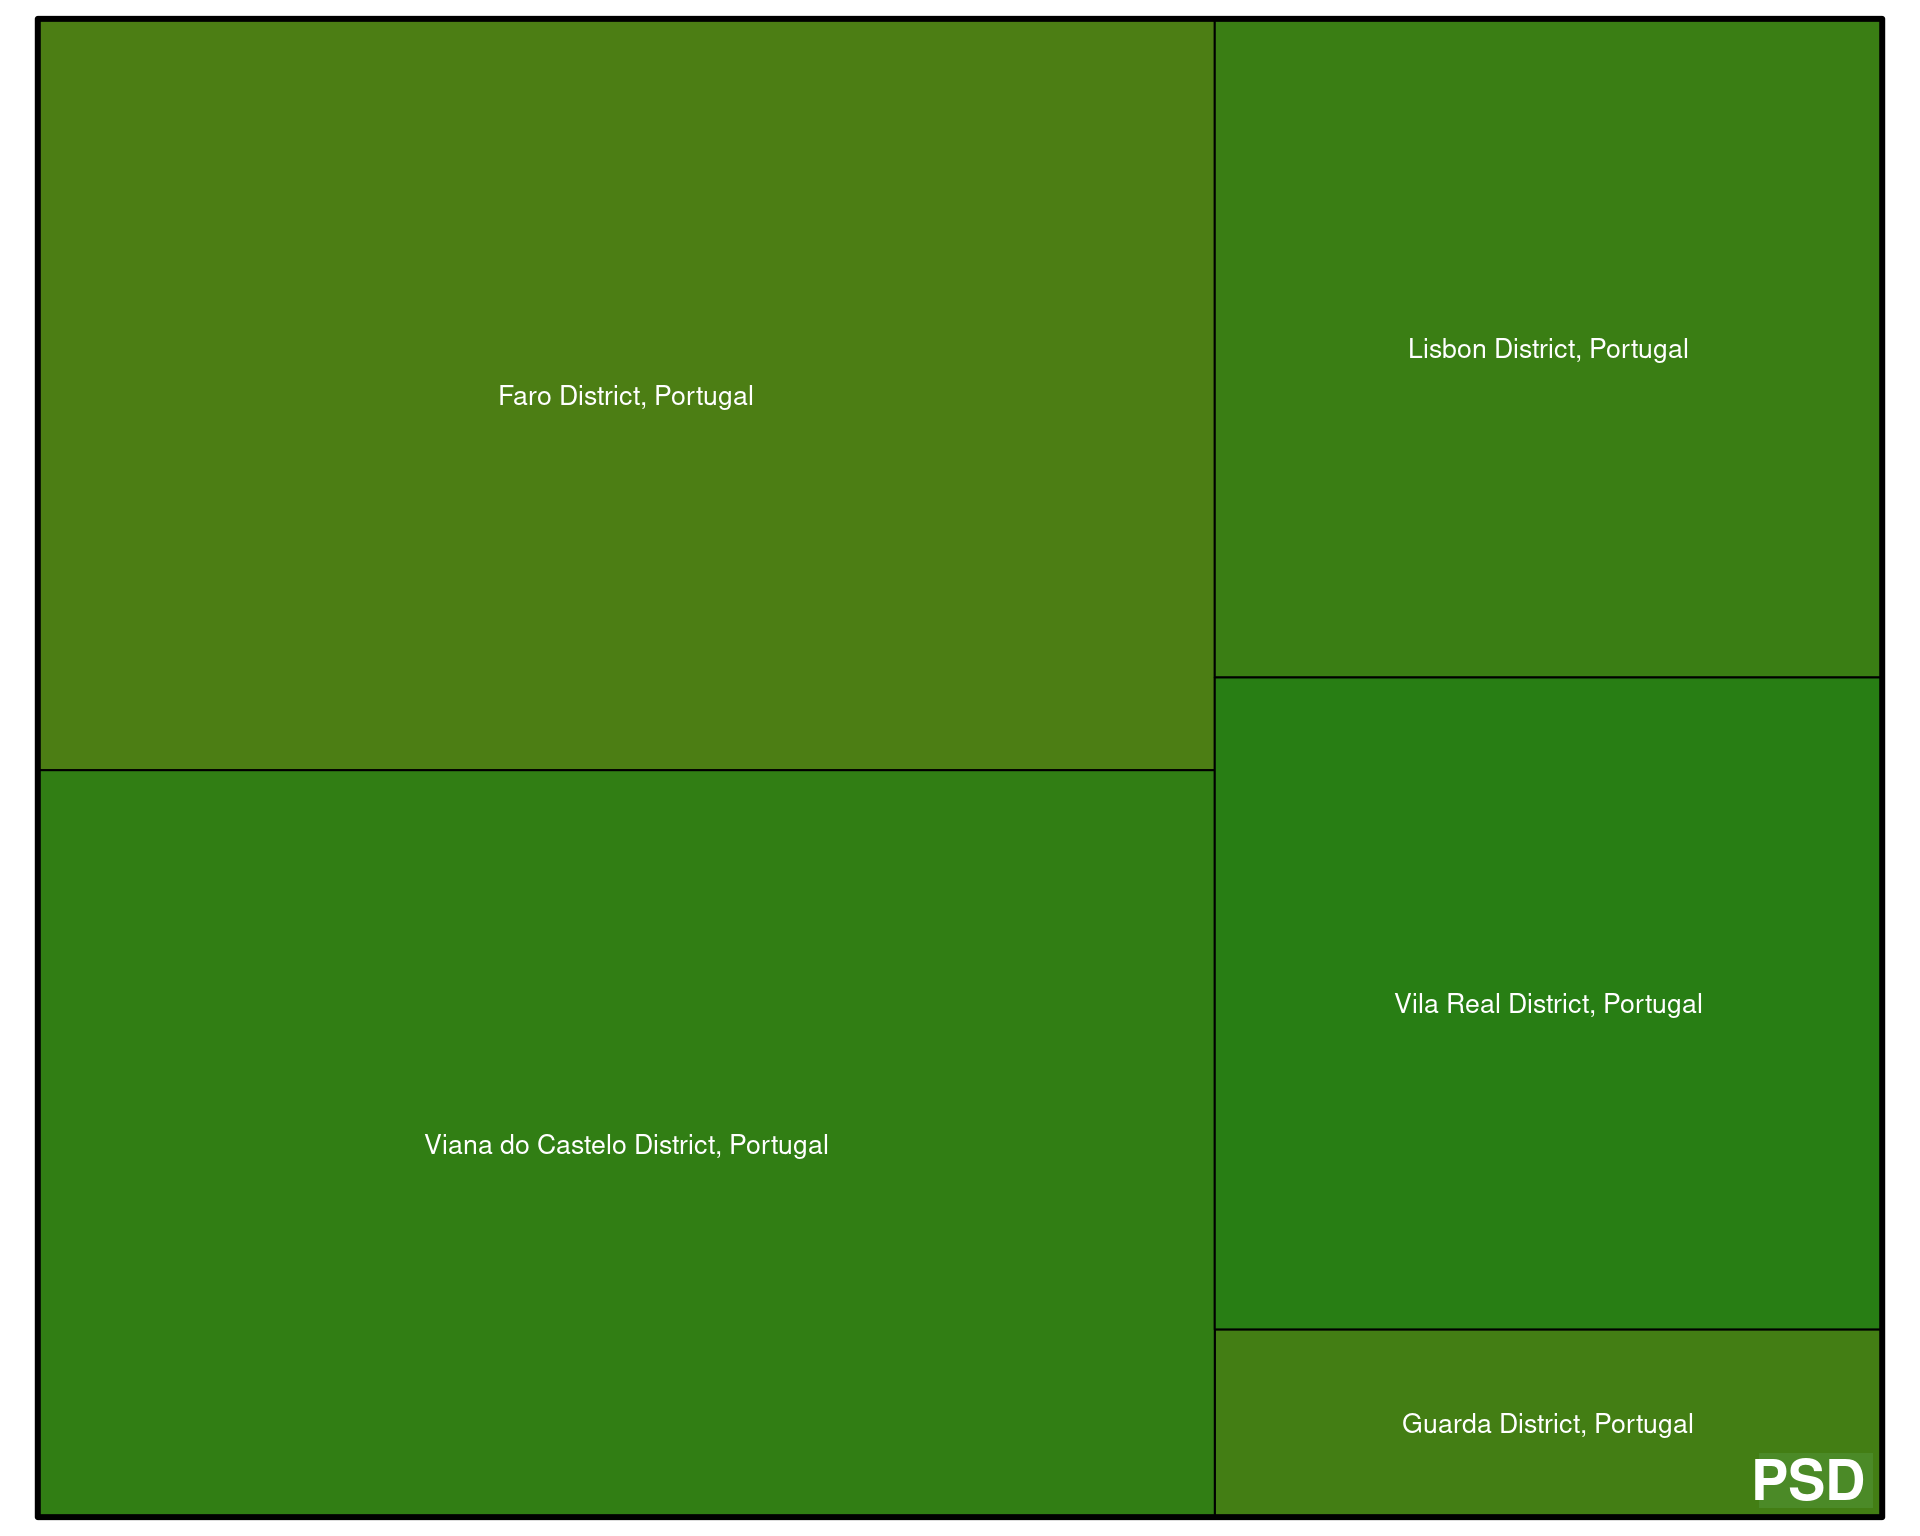 Faro District, Portugal
Viana do Castelo District, Portugal
Lisbon District, Portugal
Vila Real District, Portugal
Guarda District, Portugal
PSD